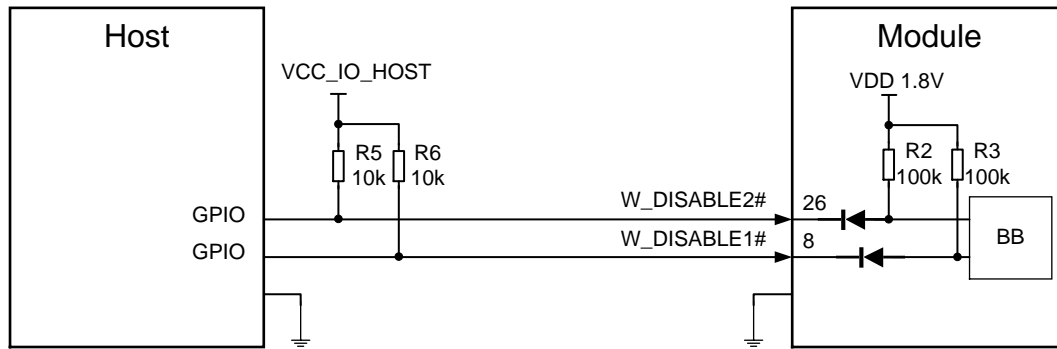 Host
Module
VCC_IO_HOST
VDD 1.8V
R5
10k
R6
10k
R2
100k
R3
100k
GPIO
W_DISABLE2#
26
GPIO
W_DISABLE1#
8
BB